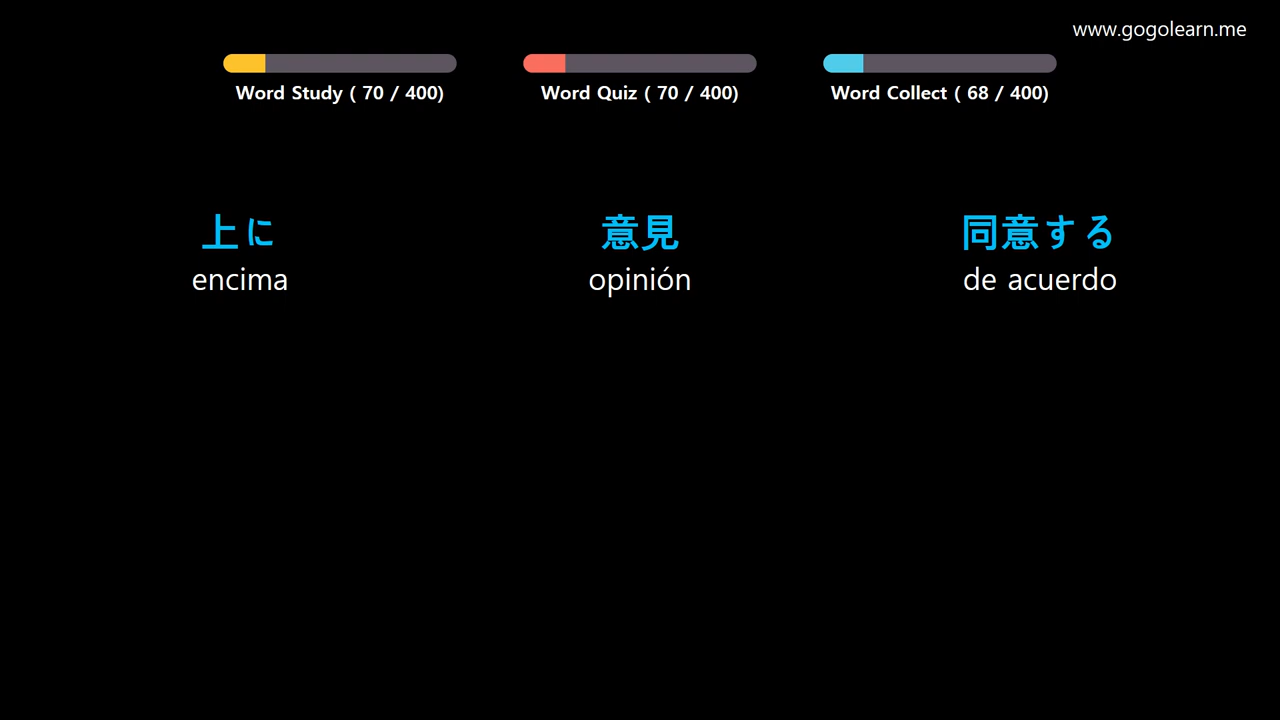 www.gogolearn.me
Word Study ( 70 / 400)
Word Quiz ( 70 / 400)
Word Collect ( 68 / 400)
上に
encima
意見
opinión
同意する
de acuerdo